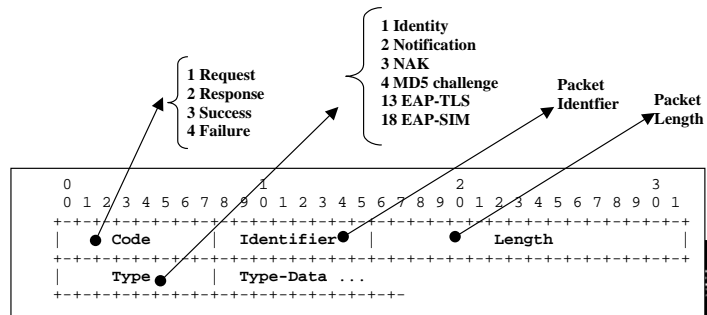 1 Identity
2 Notification
3 NAK
4 MD5 challenge
13 EAP-TLS
18 EAP-SIM
1 Request
2 Response
3 Success
4 Failure
Packet
Identfier
Packet
Length
0 1 2 3
0 1 2 3 4 5 6 7 8 9 0 1 2 3 4 5 6 7 8 9 0 1 2 3 4 5 6 7 8 9 0 1
+-+-+-+-+-+-+-+-+-+-+-+-+-+-+-+-+-+-+-+-+-+-+-+-+-+-+-+-+-+-+-+-+
| Code | Identifier | Length |
+-+-+-+-+-+-+-+-+-+-+-+-+-+-+-+-+-+-+-+-+-+-+-+-+-+-+-+-+-+-+-+-+
| Type | Type-Data ...
+-+-+-+-+-+-+-+-+-+-+-+-+-+-+-+-+-